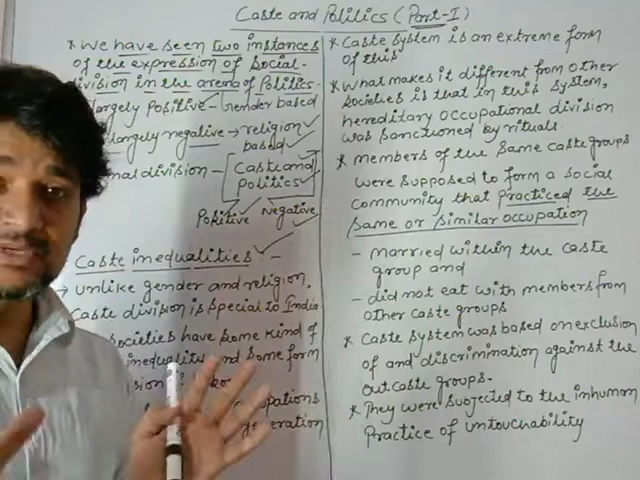 Caste and Politics (Part-I)
* We have seen two instances
of the expression of social-
division in the arena of Politics.
largely positive - Gender based
largely negative → religion
based
division - Caste and
Politics
Positive Negative
Caste inequalities -
→ unlike gender and religion,
Caste division is special to India
societies have some kind of
inequality and some form
* Caste system is an extreme form
of this
* What makes it different from other
societies is that in this system,
hereditary occupational division
was sanctioned by rituals.
* members of the same caste groups
were supposed to form a social
community that practiced the
same or similar occupation
- married within the caste
group and
- did not eat with members from
other caste groups
* Caste system was based on exclusion
of and discrimination against the
outcaste groups.
* They were subjected to the inhuman
Practice of untouchability